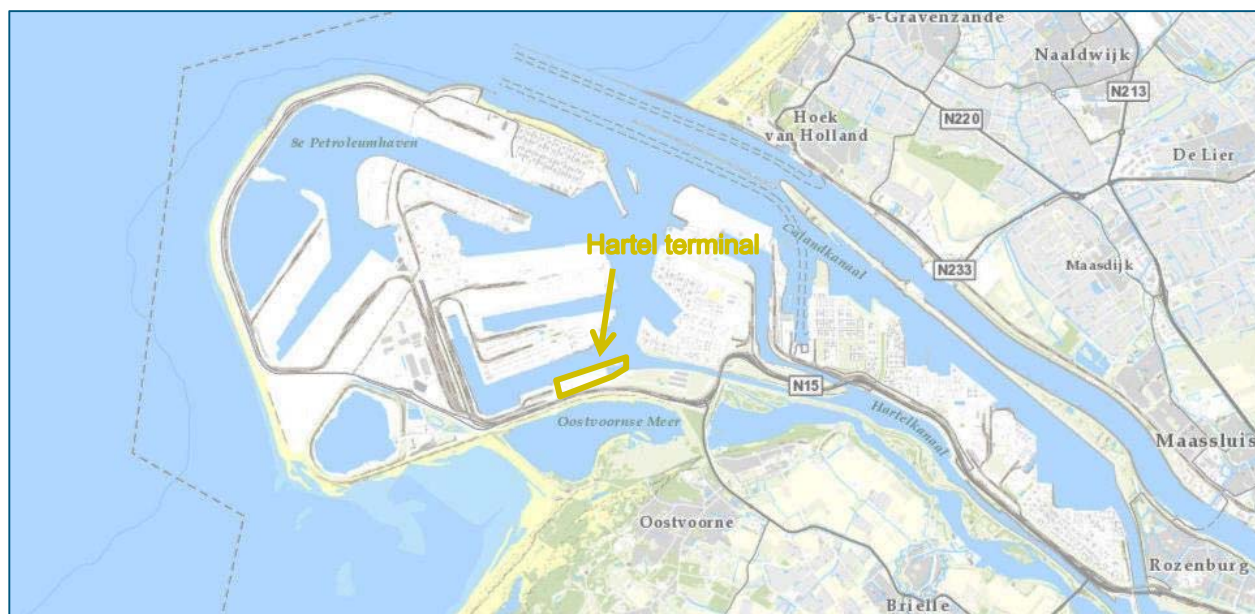 's-Gravenzande
Naaldwijk
N213
N220
Hoek
van Holland
De Lier
8e Petroleumhaven
Hartel terminal
Calandkanaal
N233
Maasdijk
N15
Hartelkanaal
Oostvoornse Meer
Maassluis
Oostvoorne
Rozenburg
Brielle